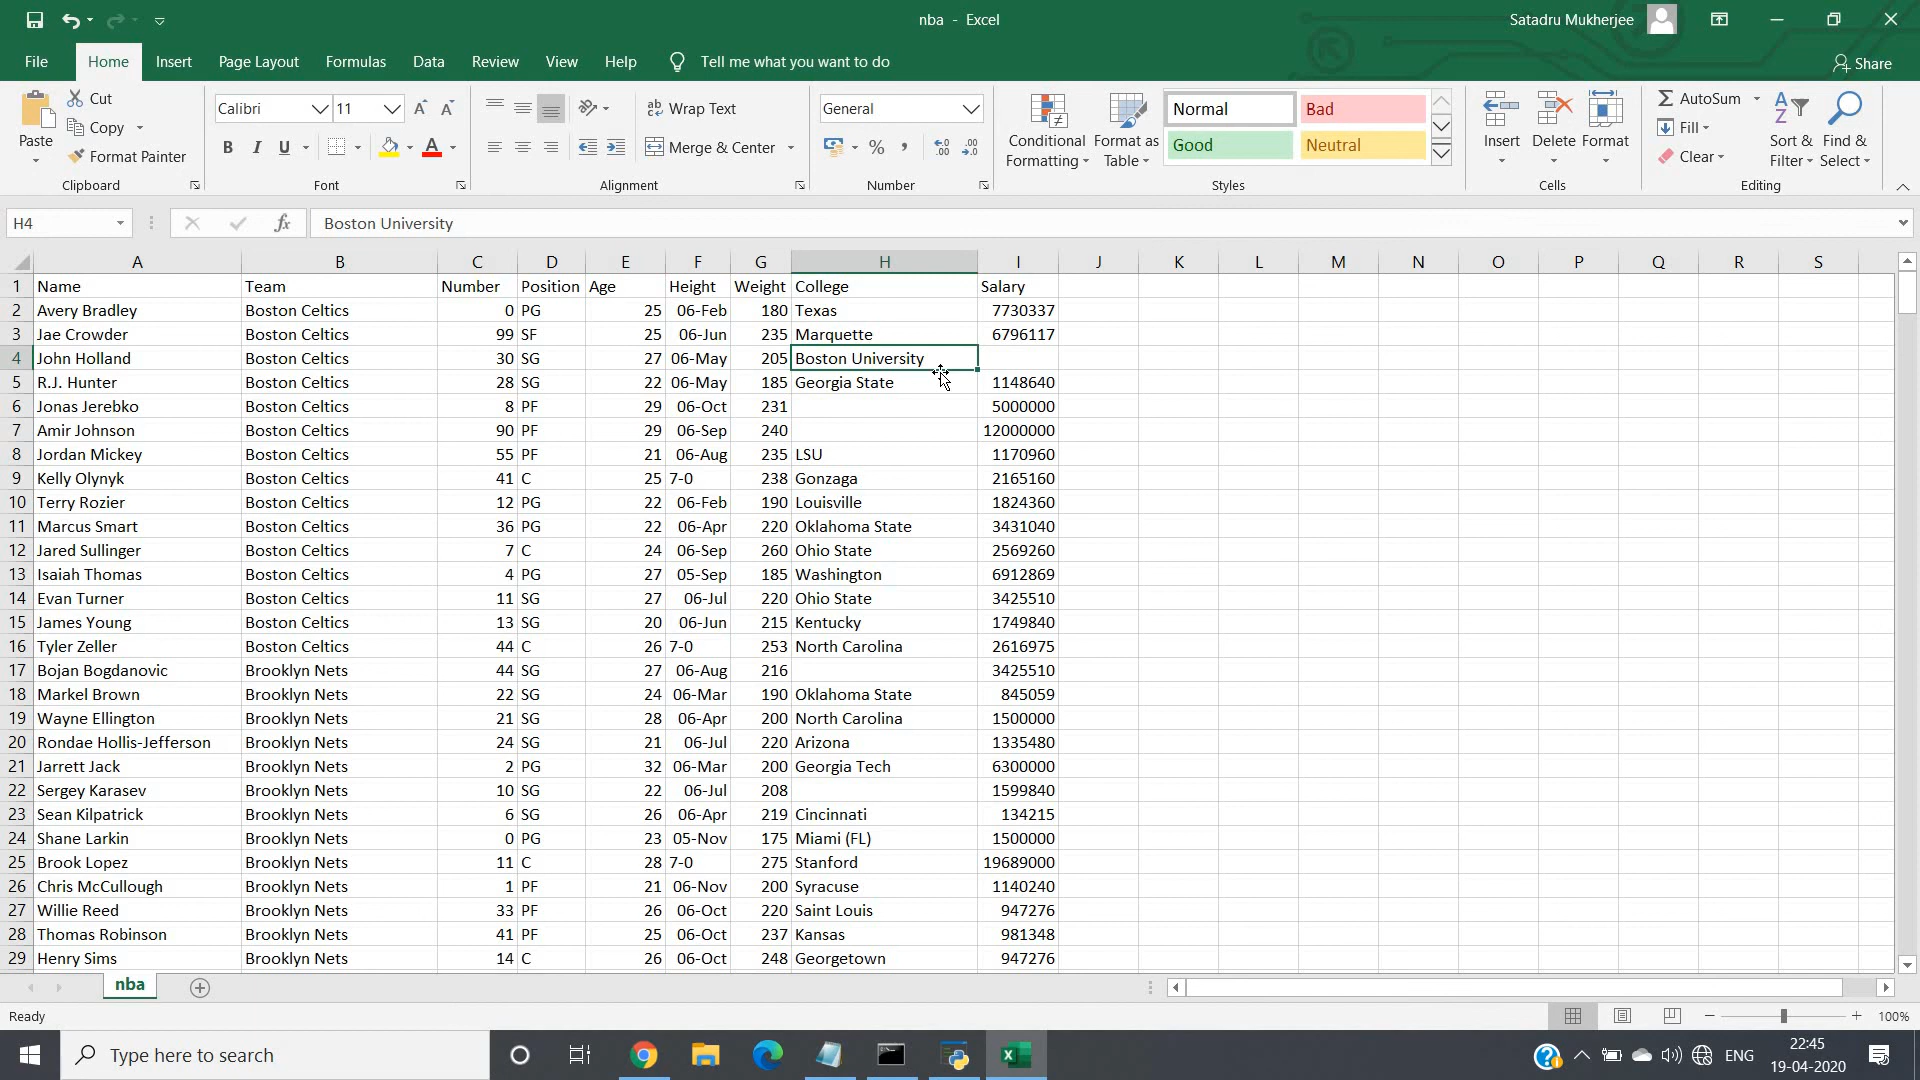 nba - Excel
Satadru Mukherjee
File Home Insert Page Layout Formulas Data Review View Help Tell me what you want to do Share
Paste
Cut
Copy
Format Painter
Clipboard
Calibri 11
B I U A
Font
Wrap Text
Merge & Center
Alignment
General
% ,
Number
Conditional Formatting
Format as Table
Normal Bad
Good Neutral
Styles
Insert Delete Format
Cells
AutoSum
Fill
Clear
Sort & Filter
Find & Select
Editing
H4 fx Boston University
A B C D E F G H I J K L M N O P Q R S
1 Name Team Number Position Age Height Weight College Salary
2 Avery Bradley Boston Celtics 0 PG 25 06-Feb 180 Texas 7730337
3 Jae Crowder Boston Celtics 99 SF 25 06-Jun 235 Marquette 6796117
4 John Holland Boston Celtics 30 SG 27 06-May 205 Boston University
5 R.J. Hunter Boston Celtics 28 SG 22 06-May 185 Georgia State 1148640
6 Jonas Jerebko Boston Celtics 8 PF 29 06-Oct 231 5000000
7 Amir Johnson Boston Celtics 90 PF 29 06-Sep 240 12000000
8 Jordan Mickey Boston Celtics 55 PF 21 06-Aug 235 LSU 1170960
9 Kelly Olynyk Boston Celtics 41 C 25 7-0 238 Gonzaga 2165160
10 Terry Rozier Boston Celtics 12 PG 22 06-Feb 190 Louisville 1824360
11 Marcus Smart Boston Celtics 36 PG 22 06-Apr 220 Oklahoma State 3431040
12 Jared Sullinger Boston Celtics 7 C 24 06-Sep 260 Ohio State 2569260
13 Isaiah Thomas Boston Celtics 4 PG 27 05-Sep 185 Washington 6912869
14 Evan Turner Boston Celtics 11 SG 27 06-Jul 220 Ohio State 3425510
15 James Young Boston Celtics 13 SG 20 06-Jun 215 Kentucky 1749840
16 Tyler Zeller Boston Celtics 44 C 26 7-0 253 North Carolina 2616975
17 Bojan Bogdanovic Brooklyn Nets 44 SG 27 06-Aug 216 3425510
18 Markel Brown Brooklyn Nets 22 SG 24 06-Mar 190 Oklahoma State 845059
19 Wayne Ellington Brooklyn Nets 21 SG 28 06-Apr 200 North Carolina 1500000
20 Rondae Hollis-Jefferson Brooklyn Nets 24 SG 21 06-Jul 220 Arizona 1335480
21 Jarrett Jack Brooklyn Nets 2 PG 32 06-Mar 200 Georgia Tech 6300000
22 Sergey Karasev Brooklyn Nets 10 SG 22 06-Jul 208 1599840
23 Sean Kilpatrick Brooklyn Nets 6 SG 26 06-Apr 219 Cincinnati 134215
24 Shane Larkin Brooklyn Nets 0 PG 23 05-Nov 175 Miami (FL) 1500000
25 Brook Lopez Brooklyn Nets 11 C 28 7-0 275 Stanford 19689000
26 Chris McCullough Brooklyn Nets 1 PF 21 06-Nov 200 Syracuse 1140240
27 Willie Reed Brooklyn Nets 33 PF 26 06-Oct 220 Saint Louis 947276
28 Thomas Robinson Brooklyn Nets 41 PF 25 06-Oct 237 Kansas 981348
29 Henry Sims Brooklyn Nets 14 C 26 06-Oct 248 Georgetown 947276
nba
Ready 100%
Type here to search
ENG
22:45
19-04-2020